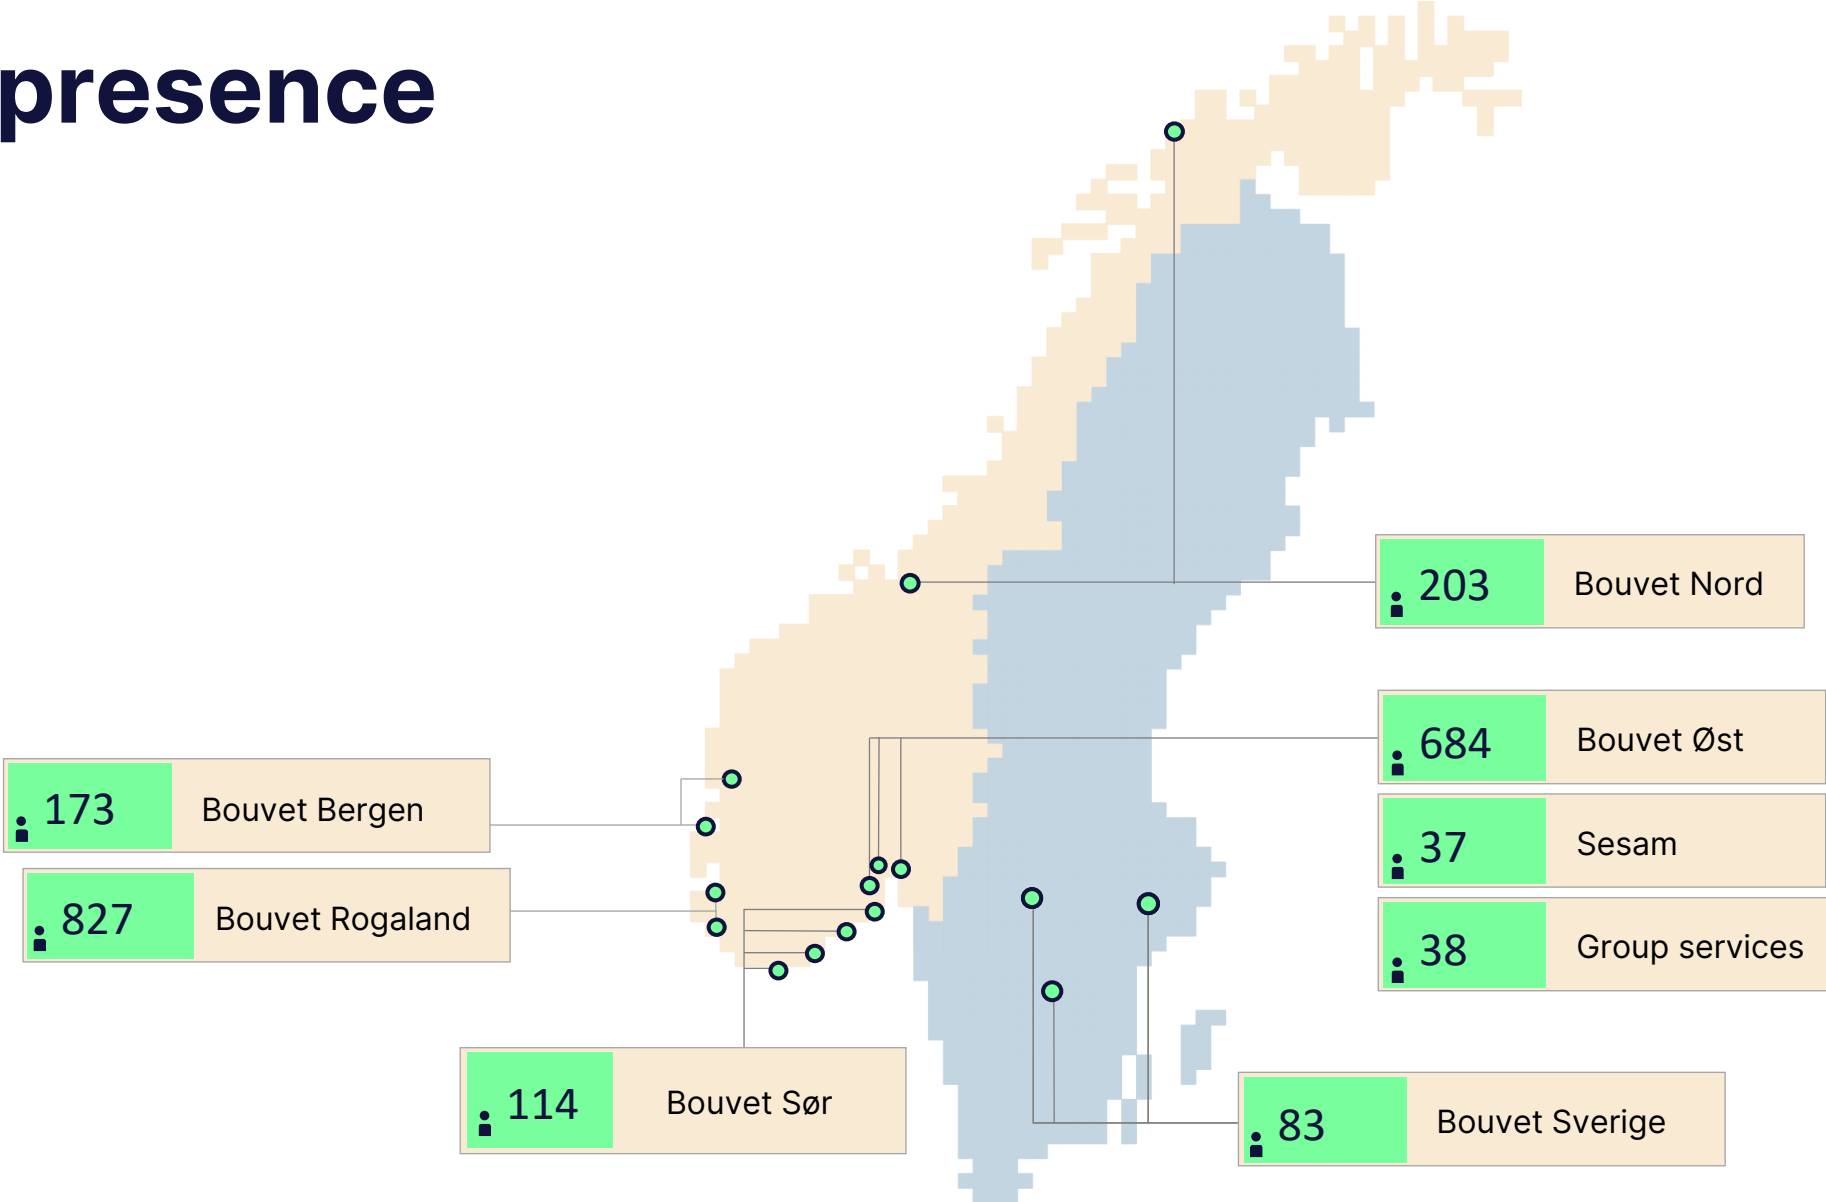 presence
203 Bouvet Nord
684 Bouvet Øst
173 Bouvet Bergen
37 Sesam
827 Bouvet Rogaland
38 Group services
114 Bouvet Sør
83 Bouvet Sverige